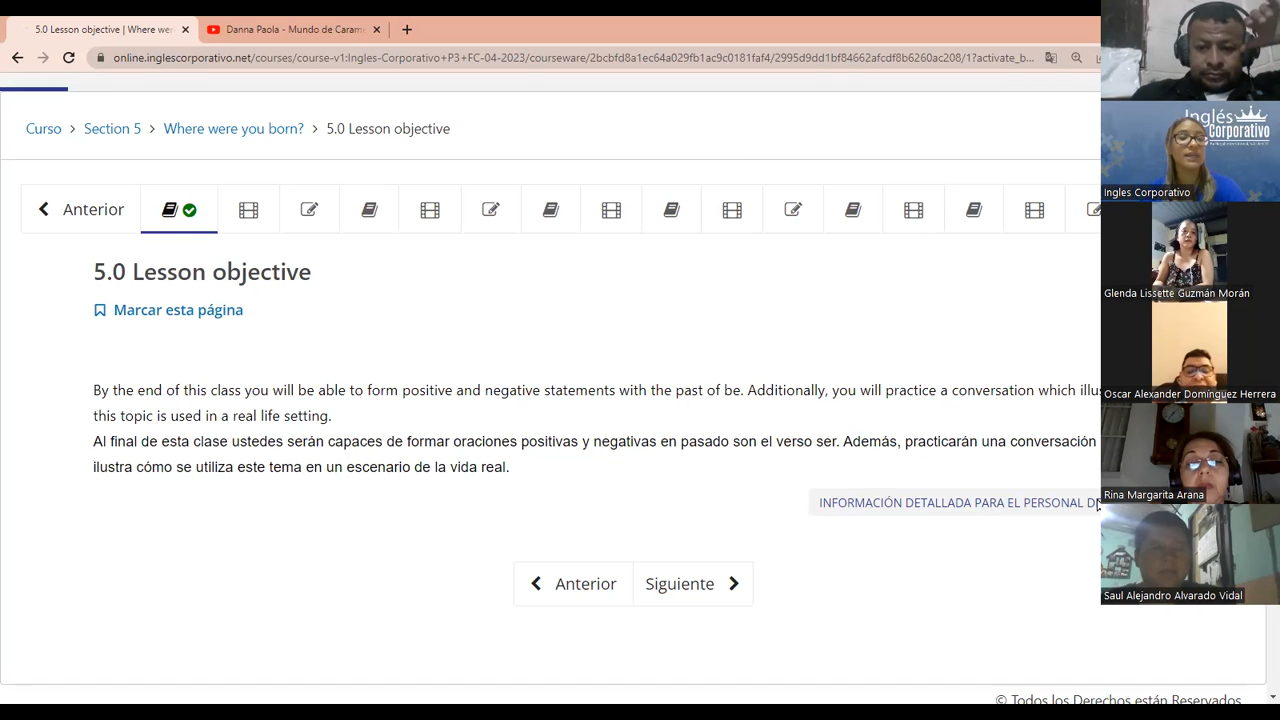 5.0 Lesson objective | Where wer
Danna Paola - Mundo de Caram
online.inglescorporativo.net/courses/course-v1:Ingles-Corporativo+P3+FC-04-2023/courseware/2bcbfd8a1ec64a029fb1ac9c0181faf4/2995d9dd1bf84662afcdf8b6260ac208/1?activate_b...
Curso > Section 5 > Where were you born? > 5.0 Lesson objective
Anterior
5.0 Lesson objective
Marcar esta página
By the end of this class you will be able to form positive and negative statements with the past of be. Additionally, you will practice a conversation which illus
this topic is used in a real life setting.
Al final de esta clase ustedes serán capaces de formar oraciones positivas y negativas en pasado son el verso ser. Además, practicarán una conversación
ilustra cómo se utiliza este tema en un escenario de la vida real.
INFORMACIÓN DETALLADA PARA EL PERSONAL D
Anterior
Siguiente
© Todos los Derechos están Reservados
Inglés
Corporativo
Ingles Corporativo
Glenda Lissette Guzmán Morán
Oscar Alexander Domínguez Herrera
Rina Margarita Arana
Saul Alejandro Alvarado Vidal